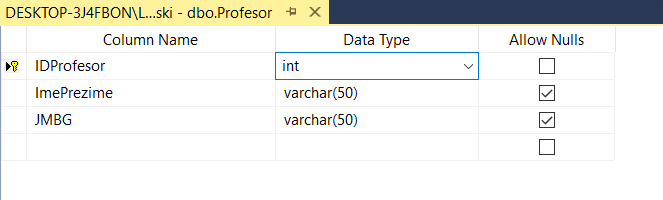 DESKTOP-3J4FBON\L...ski - dbo.Profesor
Column Name Data Type Allow Nulls
IDProfesor int
ImePrezime varchar(50)
JMBG varchar(50)